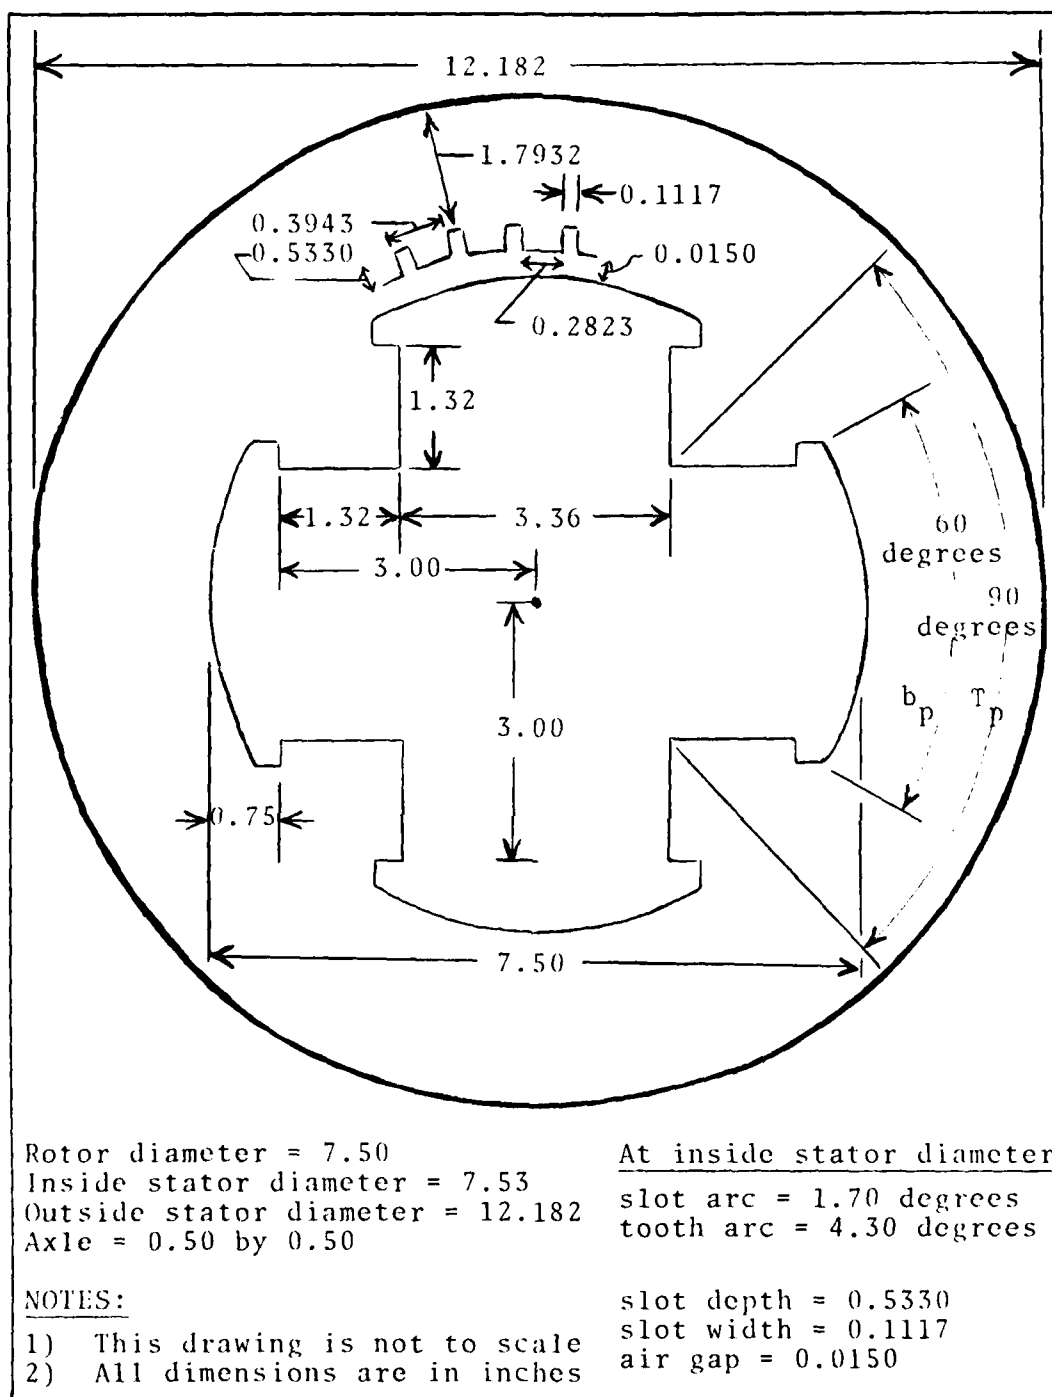 12.182
1.7932
0.1117
0.3943
0.5330
0.0150
0.2823
1.32
1.32
3.36
3.00
60
degrees
90
degrees
3.00
b_p
T_p
0.75
7.50
Rotor diameter = 7.50
Inside stator diameter = 7.53
Outside stator diameter = 12.182
Axle = 0.50 by 0.50
At inside stator diameter
slot arc = 1.70 degrees
tooth arc = 4.30 degrees
NOTES:
1) This drawing is not to scale
2) All dimensions are in inches
slot depth = 0.5330
slot width = 0.1117
air gap = 0.0150